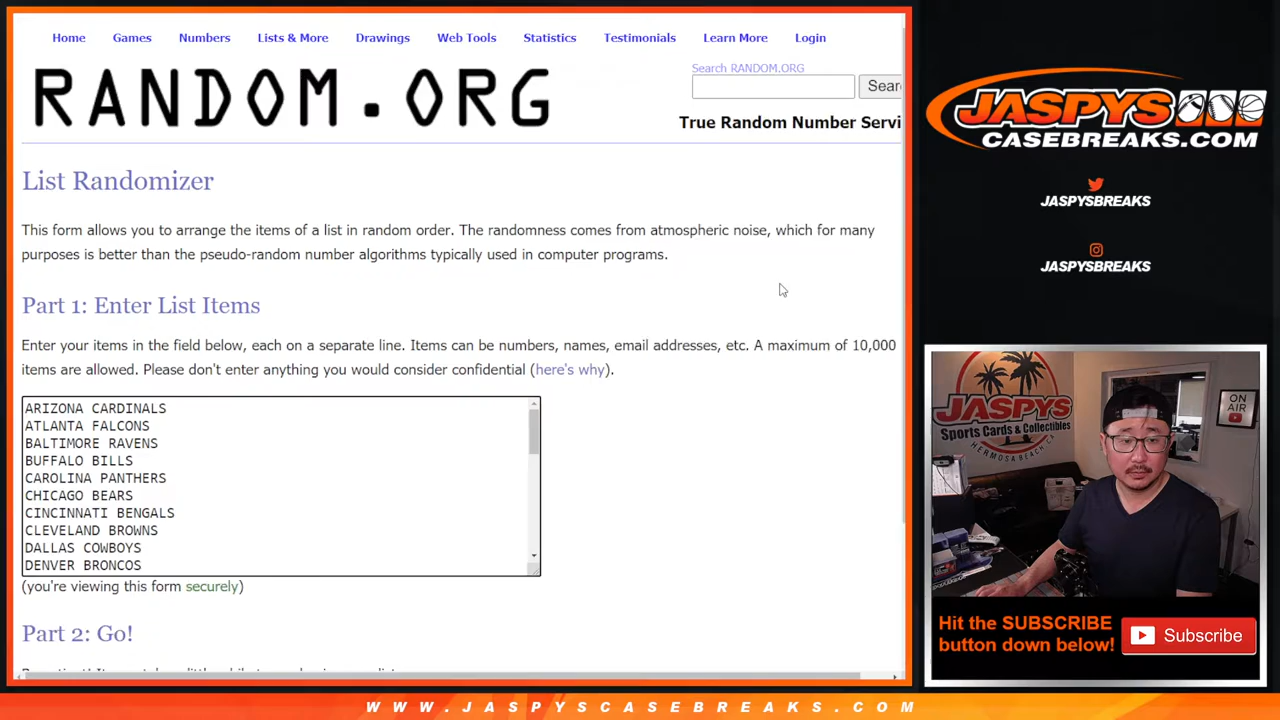 Home Games Numbers Lists & More Drawings Web Tools Statistics Testimonials Learn More Login
Search RANDOM.ORG
RANDOM.ORG
Sear
True Random Number Servi
List Randomizer
This form allows you to arrange the items of a list in random order. The randomness comes from atmospheric noise, which for many
purposes is better than the pseudo-random number algorithms typically used in computer programs.
Part 1: Enter List Items
Enter your items in the field below, each on a separate line. Items can be numbers, names, email addresses, etc. A maximum of 10,000
items are allowed. Please don't enter anything you would consider confidential (here's why).
ARIZONA CARDINALS
ATLANTA FALCONS
BALTIMORE RAVENS
BUFFALO BILLS
CAROLINA PANTHERS
CHICAGO BEARS
CINCINNATI BENGALS
CLEVELAND BROWNS
DALLAS COWBOYS
DENVER BRONCOS
(you're viewing this form securely)
Part 2: Go!
JASPYS
CASEBREAKS.COM
JASPYSBREAKS
JASPYSBREAKS
JASPYS
Sports Cards & Collectibles
HERMOSA BEACH, CA
ON
AIR
Hit the SUBSCRIBE
button down below!
Subscribe
WWW.JASPYSCASEBREAKS.COM